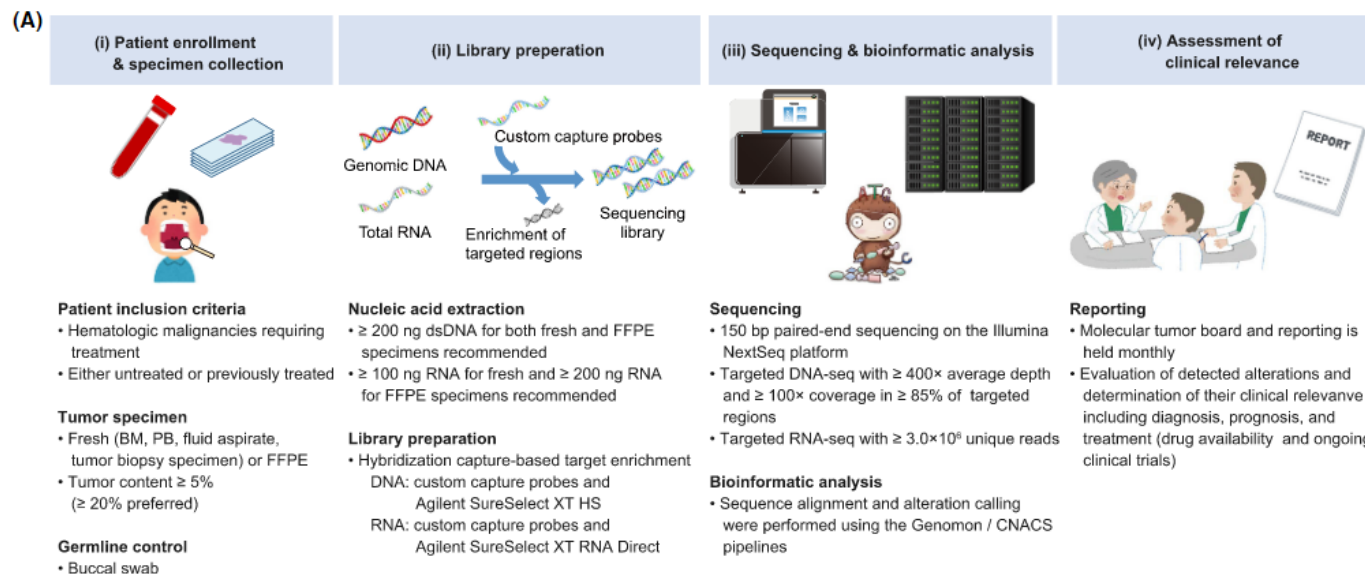 (A)
(i) Patient enrollment
& specimen collection
(ii) Library preperation
(iii) Sequencing & bioinformatic analysis
(iv) Assessment of
clinical relevance
Genomic DNA
Total RNA
Custom capture probes
Enrichment of
targeted regions
Sequencing
library
REPORT
Patient inclusion criteria
• Hematologic malignancies requiring
treatment
• Either untreated or previously treated
Tumor specimen
• Fresh (BM, PB, fluid aspirate,
tumor biopsy specimen) or FFPE
• Tumor content ≥ 5%
(≥ 20% preferred)
Germline control
• Buccal swab
Nucleic acid extraction
• ≥ 200 ng dsDNA for both fresh and FFPE
specimens recommended
• ≥ 100 ng RNA for fresh and ≥ 200 ng RNA
for FFPE specimens recommended
Library preparation
• Hybridization capture-based target enrichment
DNA: custom capture probes and
Agilent SureSelect XT HS
RNA: custom capture probes and
Agilent SureSelect XT RNA Direct
Sequencing
• 150 bp paired-end sequencing on the Illumina
NextSeq platform
• Targeted DNA-seq with ≥ 400× average depth
and ≥ 100× coverage in ≥ 85% of targeted
regions
• Targeted RNA-seq with ≥ 3.0×10⁶ unique reads
Bioinformatic analysis
• Sequence alignment and alteration calling
were performed using the Genomon / CNACS
pipelines
Reporting
• Molecular tumor board and reporting is
held monthly
• Evaluation of detected alterations and
determination of their clinical relevanve
including diagnosis, prognosis, and
treatment (drug availability and ongoing
clinical trials)